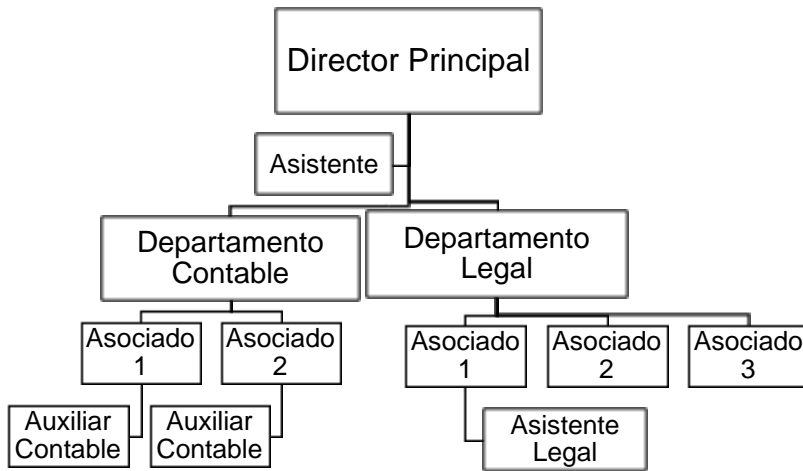 Director Principal
Asistente
Departamento
Contable
Departamento
Legal
Asociado
1
Asociado
2
Asociado
1
Asociado
2
Asociado
3
Auxiliar
Contable
Auxiliar
Contable
Asistente
Legal